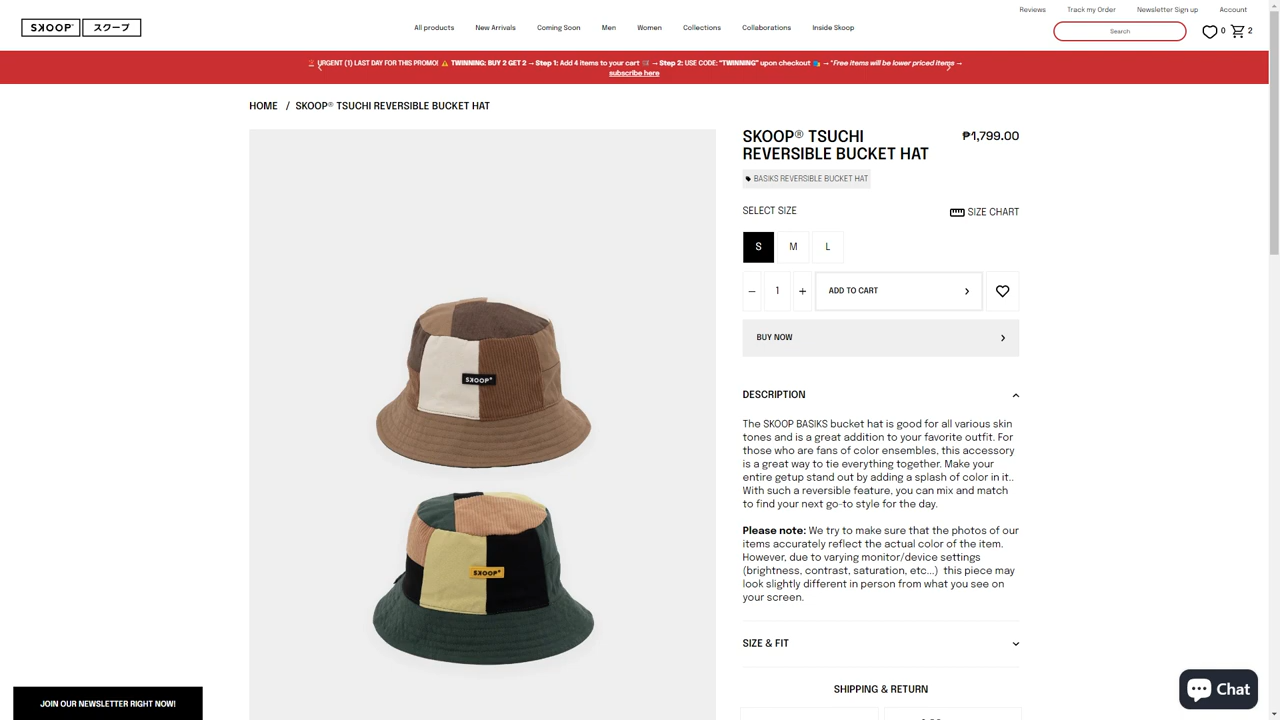 Reviews
Track my Order
Newsletter Sign up
Account
SKOOP® スクープ
All products
New Arrivals
Coming Soon
Men
Women
Collections
Collaborations
Inside Skoop
Search
0
2
URGENT (1) LAST DAY FOR THIS PROMO! ⚠️ TWINNING: BUY 2 GET 2 → Step 1: Add 4 items to your cart 🛒 → Step 2: USE CODE: "TWINNING" upon checkout 🛍️ → *Free items will be lower priced items →
subscribe here
HOME / SKOOP® TSUCHI REVERSIBLE BUCKET HAT
SKOOP® TSUCHI
REVERSIBLE BUCKET HAT
₱1,799.00
BASIKS REVERSIBLE BUCKET HAT
SELECT SIZE
SIZE CHART
S
M
L
— 1 +
ADD TO CART
BUY NOW
DESCRIPTION
The SKOOP BASIKS bucket hat is good for all various skin
tones and is a great addition to your favorite outfit. For
those who are fans of color ensembles, this accessory
is a great way to tie everything together. Make your
entire getup stand out by adding a splash of color in it..
With such a reversible feature, you can mix and match
to find your next go-to style for the day.
Please note: We try to make sure that the photos of our
items accurately reflect the actual color of the item.
However, due to varying monitor/device settings
(brightness, contrast, saturation, etc...) this piece may
look slightly different in person from what you see on
your screen.
SIZE & FIT
SHIPPING & RETURN
SKOOP®
SKOOP®
JOIN OUR NEWSLETTER RIGHT NOW!
Chat